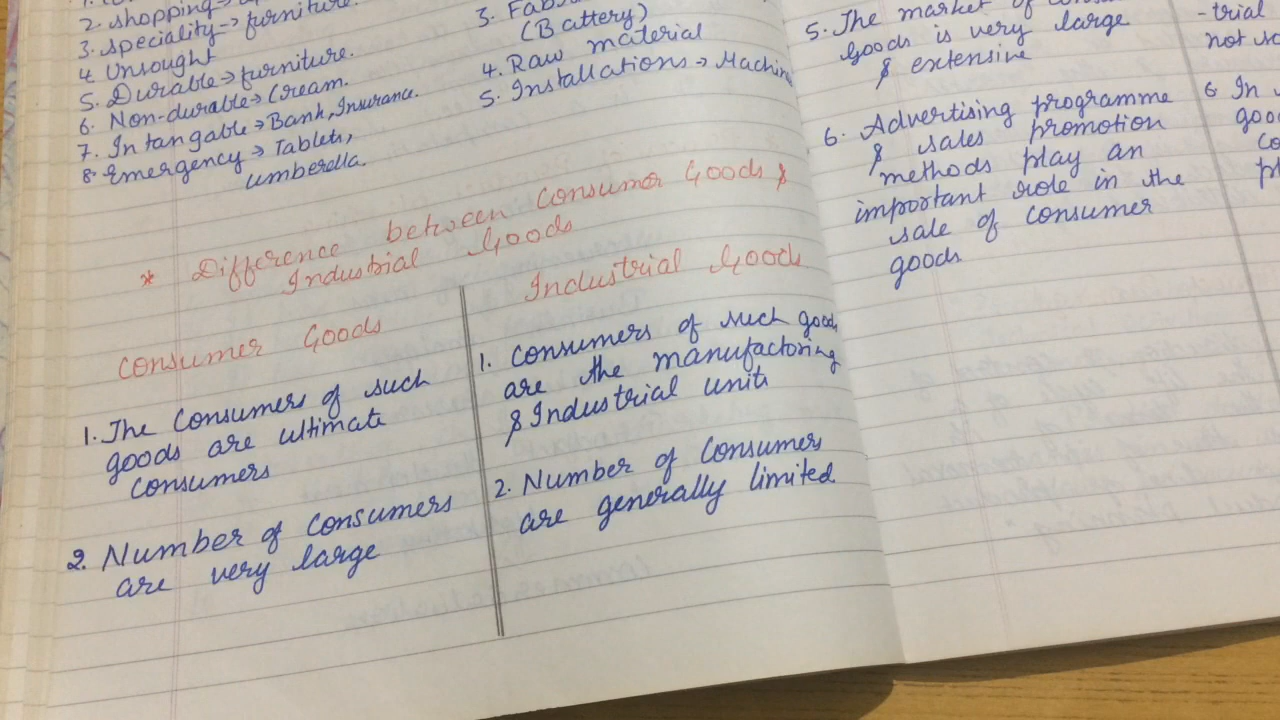 2. shopping→
3. speciality→ furniture.
4. Unsought
5. Durable→furniture.
6. Non-durable→ Cream.
7. Intangable→Bank, Insurance.
8. Emergency → Tablets,
umberella.
3.
(Battery)
4. Raw material
5. Installations → Machin
* Difference between Consumer Goods &
Industrial Goods
Consumer Goods
1. The Consumers of such
goods are ultimate
consumers
2. Number of Consumers
are very large
Industrial Goods
1. Consumers of such goods
are the manufactoring
& Industrial units
2. Number of Consumers
are generally limited
5. The market of
Goods is very large
& extensive
6. Advertising programme
& sales promotion
methods play an
important role in the
sale of consumer
goods
-trial
not
6 In